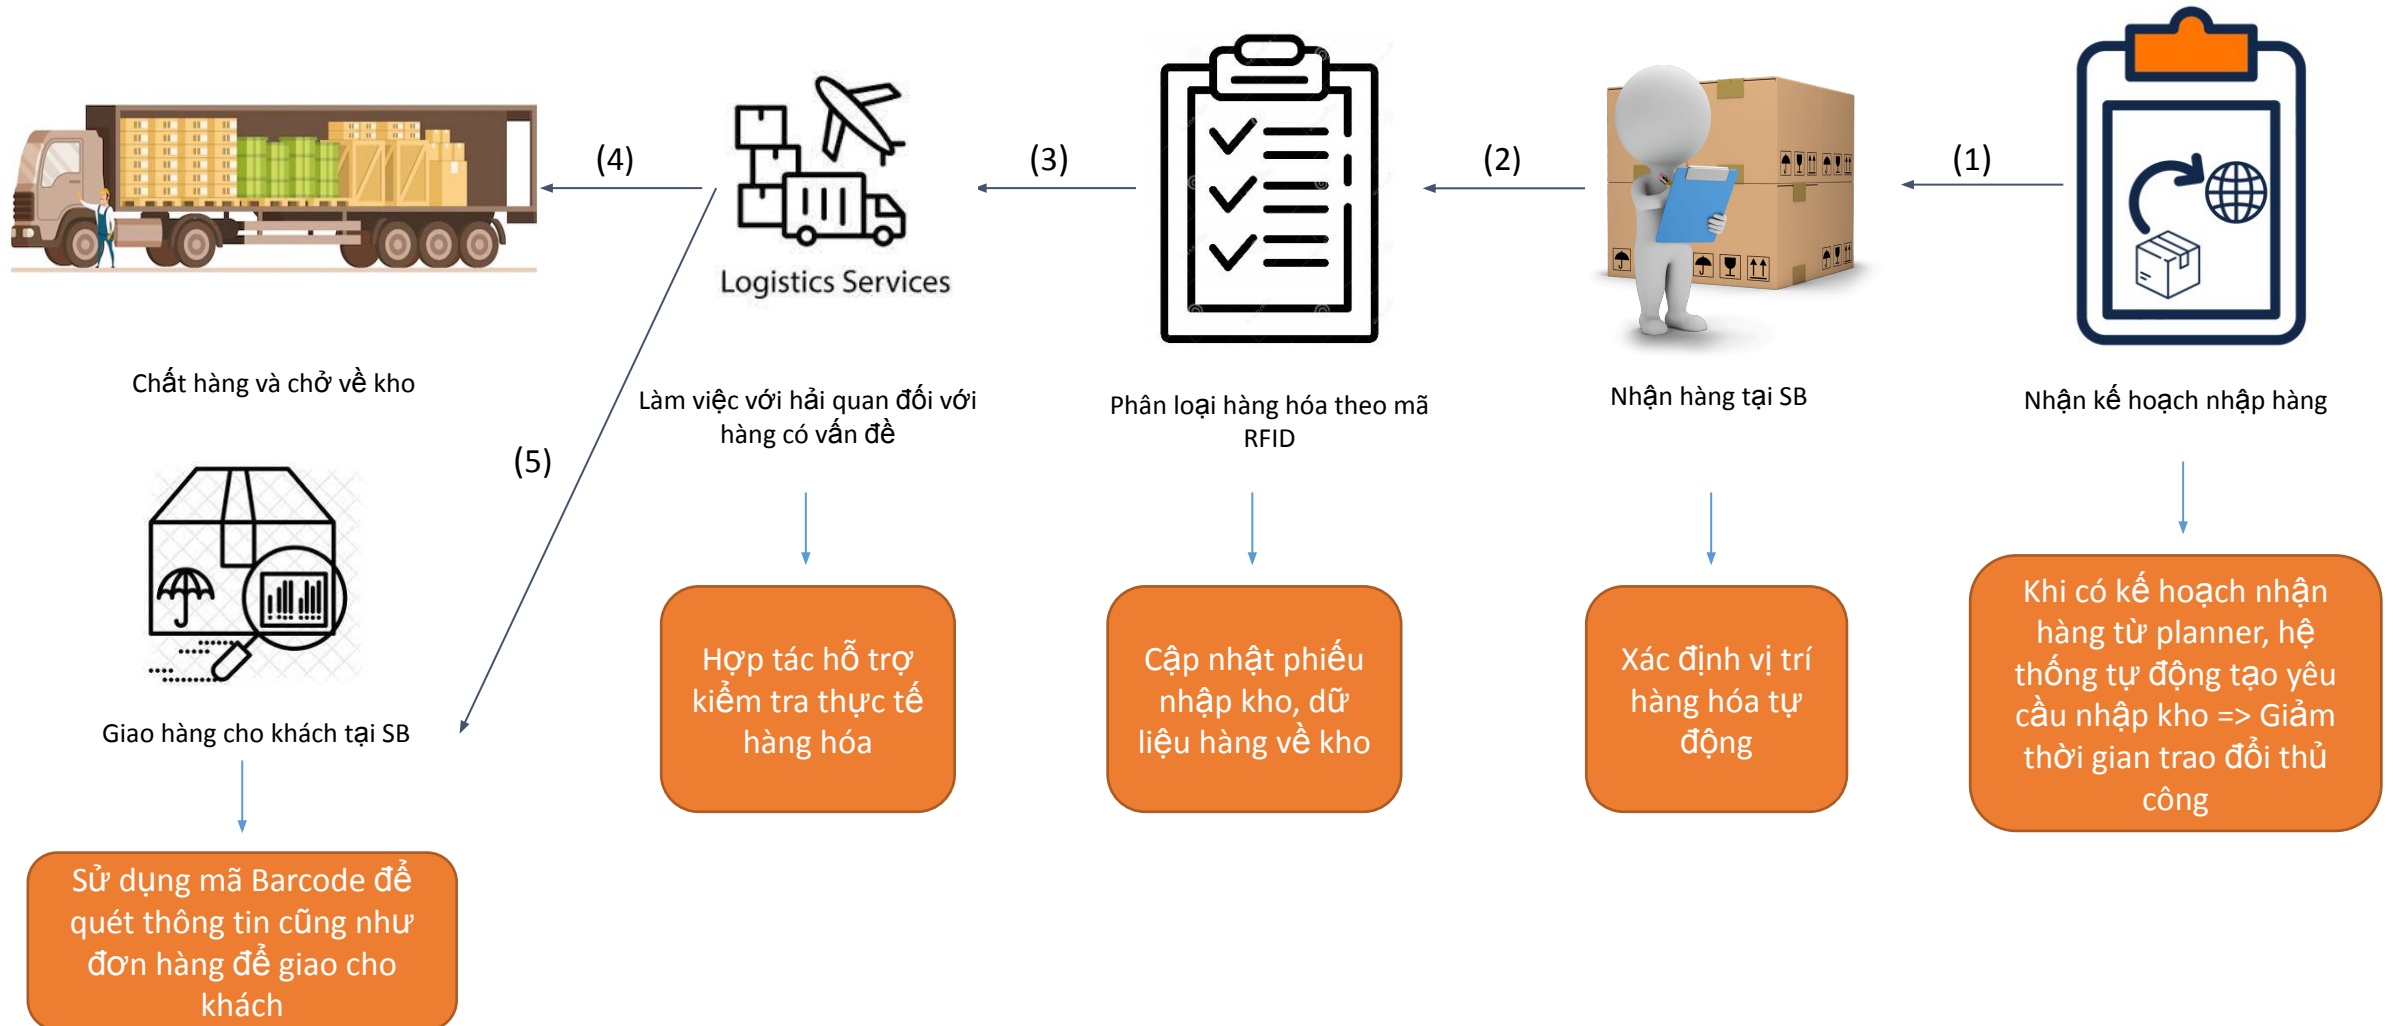 (4)
(3)
(2)
(1)
Logistics Services
Chất hàng và chở về kho
Làm việc với hải quan đối với
hàng có vấn đề
Phân loại hàng hóa theo mã
RFID
Nhận hàng tại SB
Nhận kế hoạch nhập hàng
(5)
Giao hàng cho khách tại SB
Hợp tác hỗ trợ
kiểm tra thực tế
hàng hóa
Cập nhật phiếu
nhập kho, dữ
liệu hàng về kho
Xác định vị trí
hàng hóa tự
động
Khi có kế hoạch nhận
hàng từ planner, hệ
thống tự động tạo yêu
cầu nhập kho => Giảm
thời gian trao đổi thủ
công
Sử dụng mã Barcode để
quét thông tin cũng như
đơn hàng để giao cho
khách